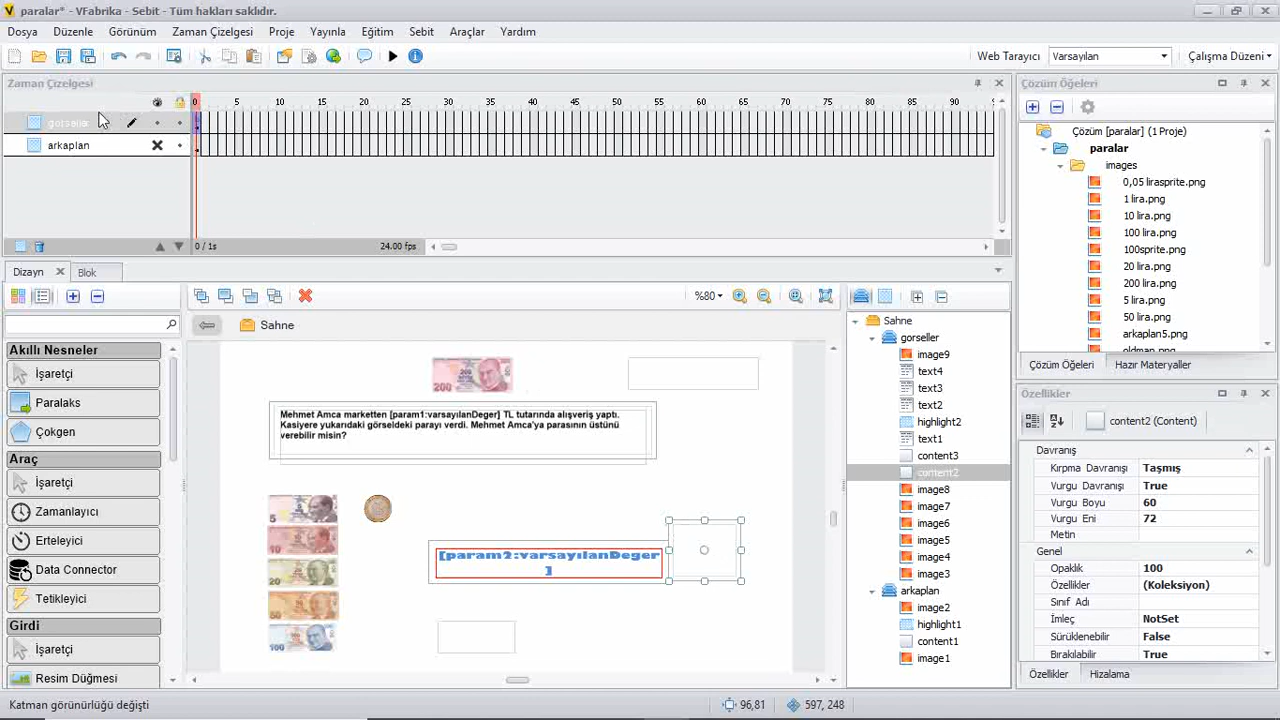 paralar* - VFabrika - Sebit - Tüm hakları saklıdır.
Dosya Düzenle Görünüm Zaman Çizelgesi Proje Yayınla Eğitim Sebit Araçlar Yardım
Web Tarayıcı Varsayılan Çalışma Düzeni
Zaman Çizelgesi
0 5 10 15 20 25 30 35 40 45 50 55 60 65 70 75 80 85 90
gorseller
arkaplan
0 / 1s 24.00 fps
Dizayn Blok
%80
Sahne
Akıllı Nesneler
İşaretçi
Paralaks
Çokgen
Araç
İşaretçi
Zamanlayıcı
Erteleyici
Data Connector
Tetikleyici
Girdi
İşaretçi
Resim Düğmesi
200
Mehmet Amca marketten [param1:varsayılanDeger] TL tutarında alışveriş yaptı.
Kasiyere yukarıdaki görseldeki parayı verdi. Mehmet Amca'ya parasının üstünü
verebilir misin?
5
10
20
50
100
[param2:varsayılanDeger
]
Sahne
gorseller
image9
text4
text3
text2
highlight2
text1
content3
content2
image8
image7
image6
image5
image4
image3
arkaplan
image2
highlight1
content1
image1
Çözüm Öğeleri
Çözüm [paralar] (1 Proje)
paralar
images
0,05 lirasprite.png
1 lira.png
10 lira.png
100 lira.png
100sprite.png
20 lira.png
200 lira.png
5 lira.png
50 lira.png
arkaplan5.png
oldman.png
Çözüm Öğeleri Hazır Materyaller
Özellikler
content2 (Content)
Davranış
Kırpma Davranışı Taşmış
Vurgu Davranışı True
Vurgu Boyu 60
Vurgu Eni 72
Metin
Genel
Opaklık 100
Özellikler (Koleksiyon)
Sınıf Adı
İmleç NotSet
Sürüklenebilir False
Bırakılabilir True
Özellikler Hizalama
Katman görünürlüğü değişti 96,81 597, 248